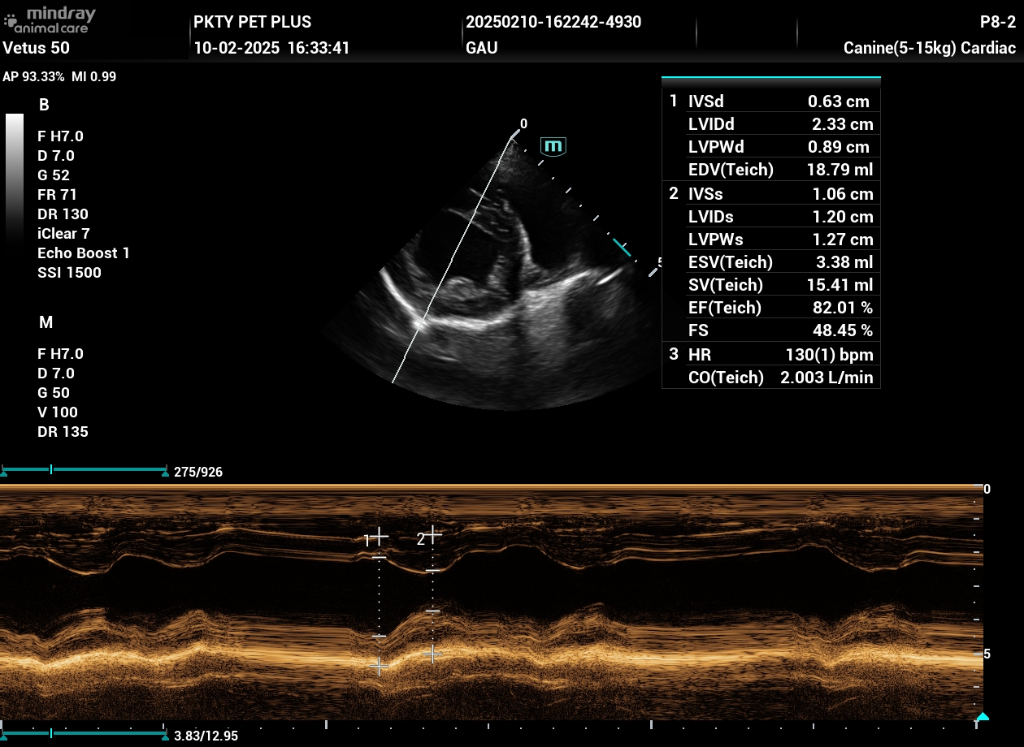 mindray
animal care
PKTY PET PLUS
20250210-162242-4930
P8-2
Vetus 50
10-02-2025 16:33:41
GAU
Canine(5-15kg) Cardiac
AP 93.33% MI 0.99
B
F H7.0
D 7.0
G 52
FR 71
DR 130
iClear 7
Echo Boost 1
SSI 1500
M
F H7.0
D 7.0
G 50
V 100
DR 135
0
m
5
1 IVSd 0.63 cm
LVIDd 2.33 cm
LVPWd 0.89 cm
EDV(Teich) 18.79 ml
2 IVSs 1.06 cm
LVIDs 1.20 cm
LVPWs 1.27 cm
ESV(Teich) 3.38 ml
SV(Teich) 15.41 ml
EF(Teich) 82.01 %
FS 48.45 %
3 HR 130(1) bpm
CO(Teich) 2.003 L/min
275/926
0
1
2
5
3.83/12.95